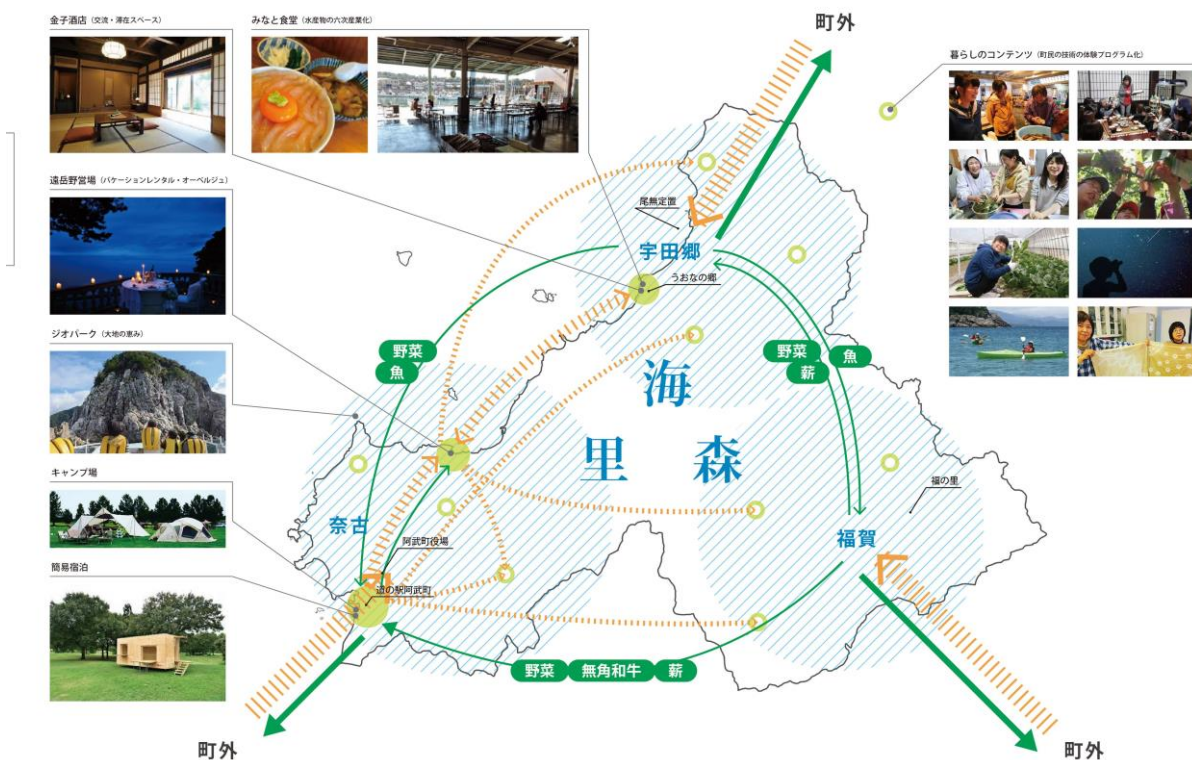 金子酒店（交流・滞在スペース）
みなと食堂（水産物の六次産業化）
町外
暮らしのコンテンツ（町民の技術の体験プログラム化）
遠岳野営場（バケーションレンタル・オーベルジュ）
尾無定置
宇田郷
うおなの郷
ジオパーク（大地の恵み）
野菜
魚
野菜
薪
魚
海
里 森
キャンプ場
奈古
福の里
阿武町役場
福賀
簡易宿泊
道の駅阿武町
野菜 無角和牛 薪
町外
町外